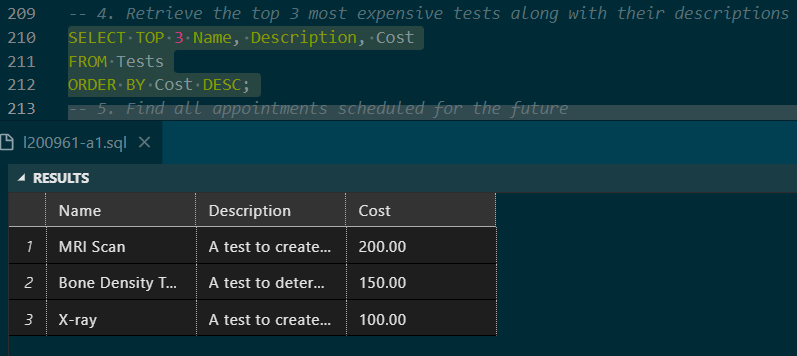 209 -- 4. Retrieve the top 3 most expensive tests along with their descriptions
210 SELECT TOP 3 Name, Description, Cost
211 FROM Tests
212 ORDER BY Cost DESC;
213 -- 5. Find all appointments scheduled for the future
l200961-a1.sql
RESULTS
Name Description Cost
1 MRI Scan A test to create... 200.00
2 Bone Density T... A test to deter... 150.00
3 X-ray A test to create... 100.00